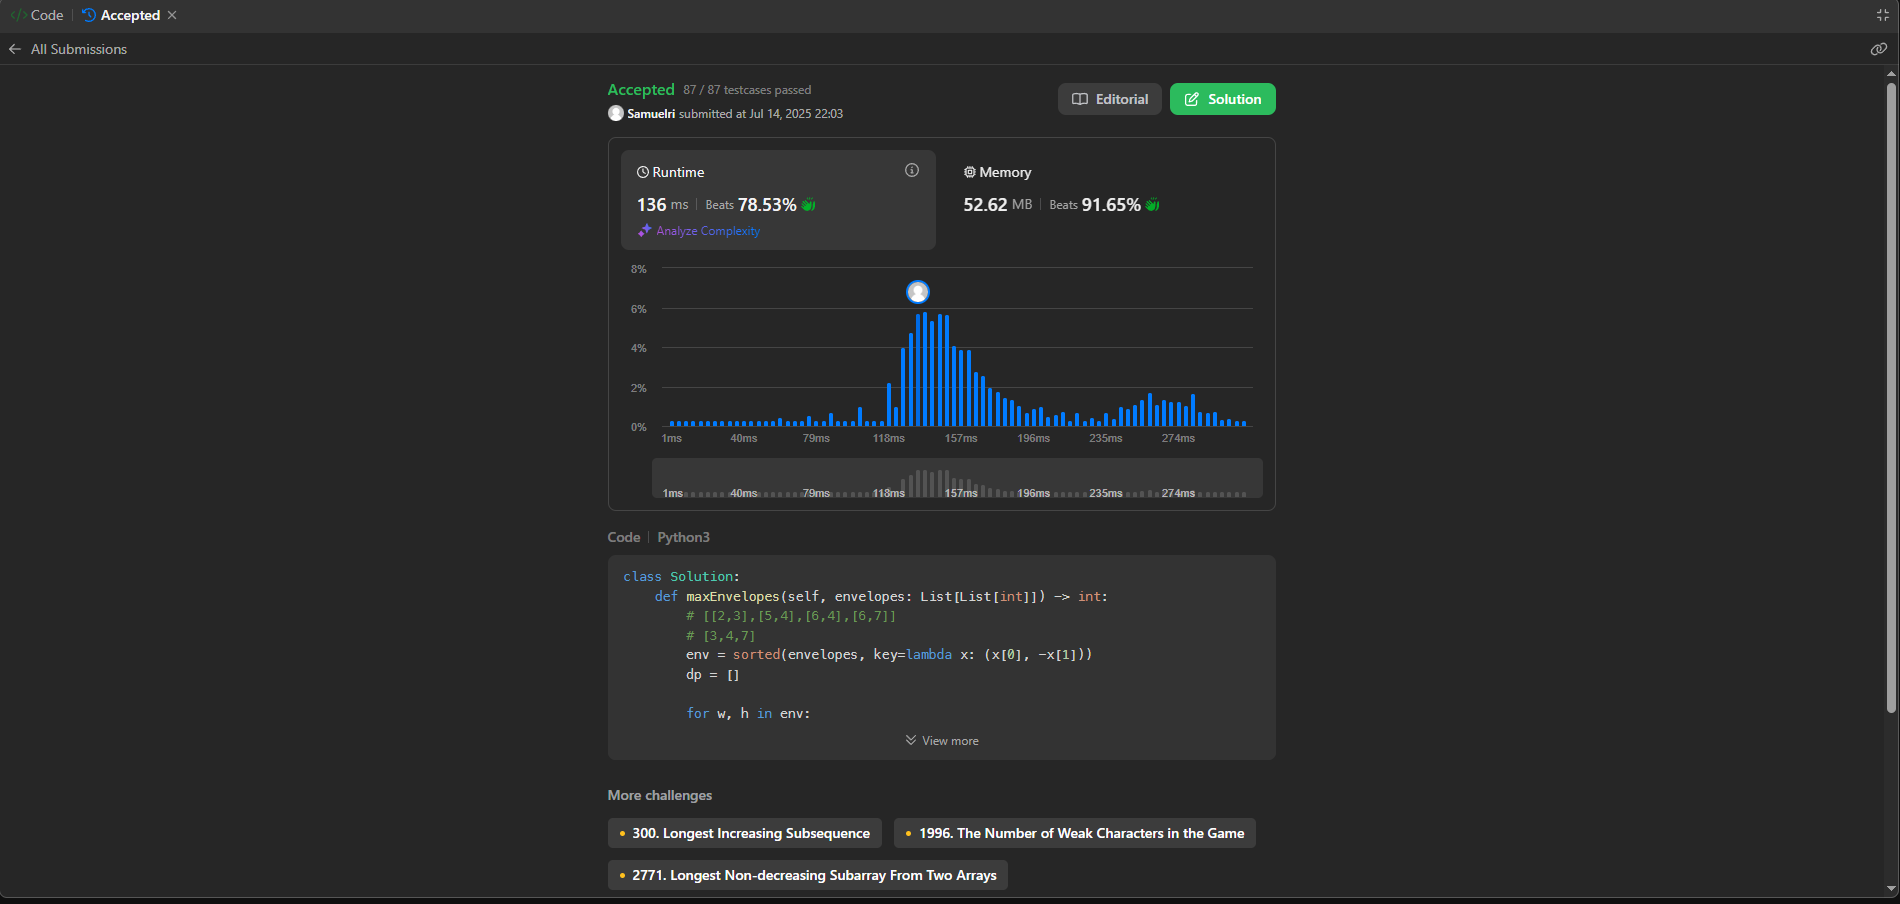 Code | Accepted
All Submissions
Accepted 87 / 87 testcases passed
Samuelri submitted at Jul 14, 2025 22:03
Editorial
Solution
Runtime
136 ms | Beats 78.53%
Analyze Complexity
Memory
52.62 MB | Beats 91.65%
8%
6%
4%
2%
0%
1ms 40ms 79ms 118ms 157ms 196ms 235ms 274ms
1ms 40ms 79ms 118ms 157ms 196ms 235ms 274ms
Code | Python3
class Solution:
    def maxEnvelopes(self, envelopes: List[List[int]]) -> int:
        # [[2,3],[5,4],[6,4],[6,7]]
        # [3,4,7]
        env = sorted(envelopes, key=lambda x: (x[0], -x[1]))
        dp = []
        for w, h in env:
View more
More challenges
300. Longest Increasing Subsequence
1996. The Number of Weak Characters in the Game
2771. Longest Non-decreasing Subarray From Two Arrays